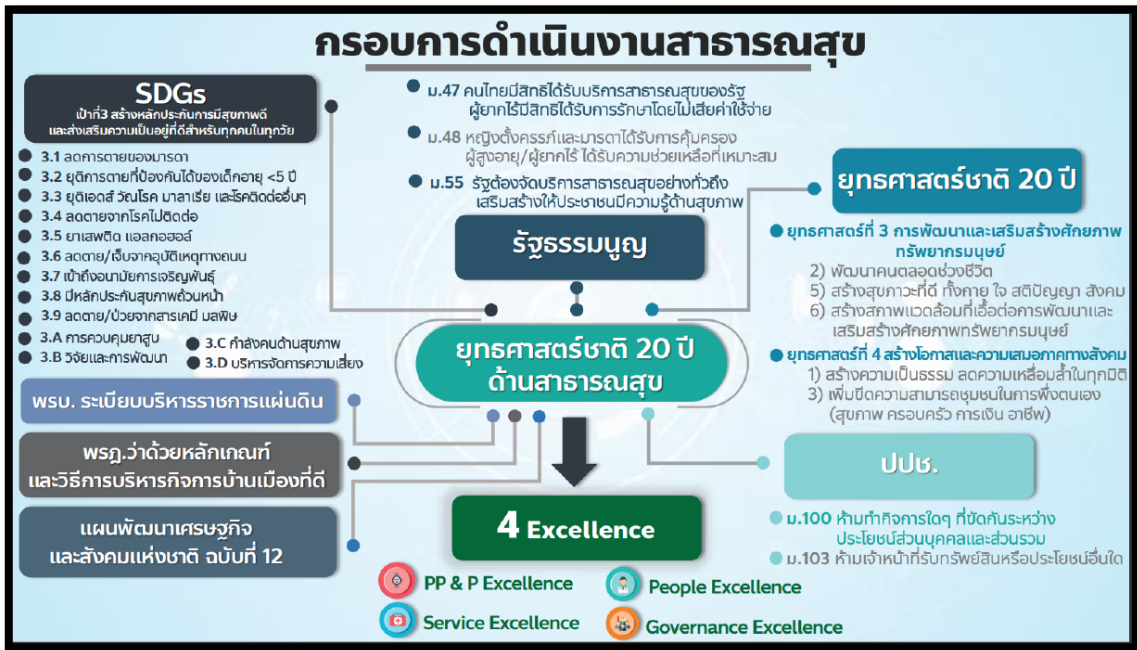 กรอบการดำเนินงานสาธารณสุข
SDGs
เป้าที่3 สร้างหลักประกันการมีสุขภาพดี
และส่งเสริมความเป็นอยู่ที่ดีสำหรับทุกคนในทุกวัย
3.1 ลดการตายของมารดา
3.2 ยุติการตายที่ป้องกันได้ของเด็กอายุ <5 ปี
3.3 ยุติเอดส์ วัณโรค มาลาเรีย และโรคติดต่ออื่นๆ
3.4 ลดตายจากโรคไม่ติดต่อ
3.5 ยาเสพติด แอลกอฮอล์
3.6 ลดตาย/เจ็บจากอุบัติเหตุทางถนน
3.7 เข้าถึงอนามัยการเจริญพันธุ์
3.8 มีหลักประกันสุขภาพถ้วนหน้า
3.9 ลดตาย/ป่วยจากสารเคมี มลพิษ
3.A การควบคุมยาสูบ
3.B วิจัยและการพัฒนา
3.C กำลังคนด้านสุขภาพ
3.D บริหารจัดการความเสี่ยง
ม.47 คนไทยมีสิทธิได้รับบริการสาธารณสุขของรัฐ
ผู้ยากไร้มีสิทธิได้รับการรักษาโดยไม่เสียค่าใช้จ่าย
ม.48 หญิงตั้งครรภ์และมารดาได้รับการคุ้มครอง
ผู้สูงอายุ/ผู้ยากไร้ ได้รับความช่วยเหลือที่เหมาะสม
ม.55 รัฐต้องจัดบริการสาธารณสุขอย่างทั่วถึง
เสริมสร้างให้ประชาชนมีความรู้ด้านสุขภาพ
รัฐธรรมนูญ
ยุทธศาสตร์ชาติ 20 ปี
ยุทธศาสตร์ที่ 3 การพัฒนาและเสริมสร้างศักยภาพ
ทรัพยากรมนุษย์
2) พัฒนาคนตลอดช่วงชีวิต
5) สร้างสุขภาวะที่ดี ทั้งกาย ใจ สติปัญญา สังคม
6) สร้างสภาพแวดล้อมที่เอื้อต่อการพัฒนาและ
เสริมสร้างศักยภาพทรัพยากรมนุษย์
ยุทธศาสตร์ที่ 4 สร้างโอกาสและความเสมอภาคทางสังคม
1) สร้างความเป็นธรรม ลดความเหลื่อมล้ำในทุกมิติ
3) เพิ่มขีดความสามารถชุมชนในการพึ่งตนเอง
(สุขภาพ ครอบครัว การเงิน อาชีพ)
ยุทธศาสตร์ชาติ 20 ปี
ด้านสาธารณสุข
พรบ. ระเบียบบริหารราชการแผ่นดิน
พรฎ.ว่าด้วยหลักเกณฑ์
และวิธีการบริหารกิจการบ้านเมืองที่ดี
แผนพัฒนาเศรษฐกิจ
และสังคมแห่งชาติ ฉบับที่ 12
ปปช.
ม.100 ห้ามทำกิจการใดๆ ที่ขัดกันระหว่าง
ประโยชน์ส่วนบุคคลและส่วนรวม
ม.103 ห้ามเจ้าหน้าที่รับทรัพย์สินหรือประโยชน์อื่นใด
4 Excellence
PP & P Excellence
People Excellence
Service Excellence
Governance Excellence